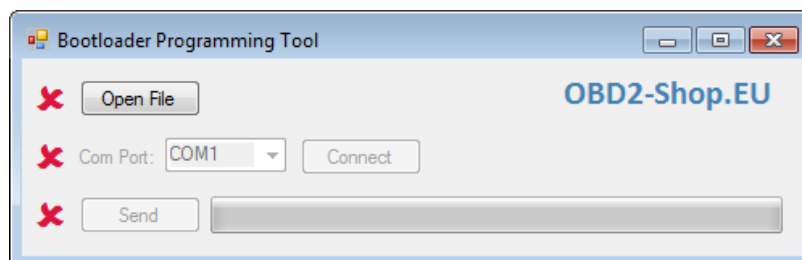 Bootloader Programming Tool
Open File
OBD2-Shop.EU
Com Port: COM1 Connect
Send